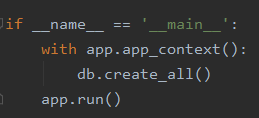 if __name__ == '__main__':
    with app.app_context():
        db.create_all()
    app.run()